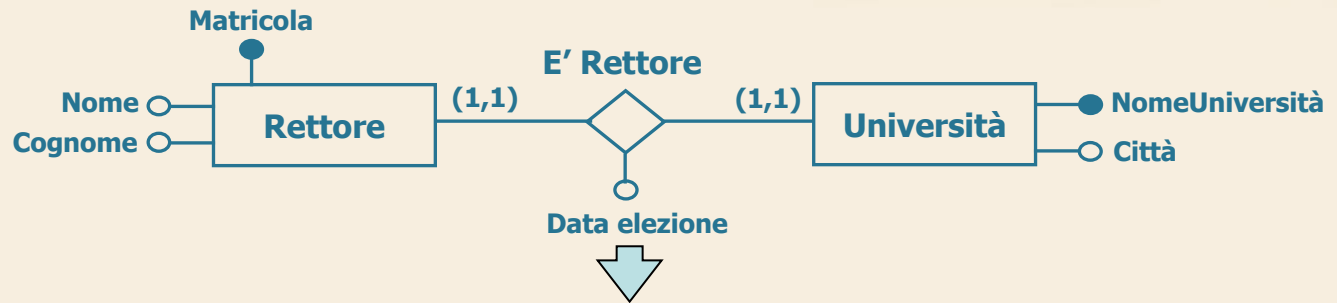 Matricola
E' Rettore
Nome
Cognome
Rettore
(1,1)
(1,1)
Università
NomeUniversità
Città
Data elezione